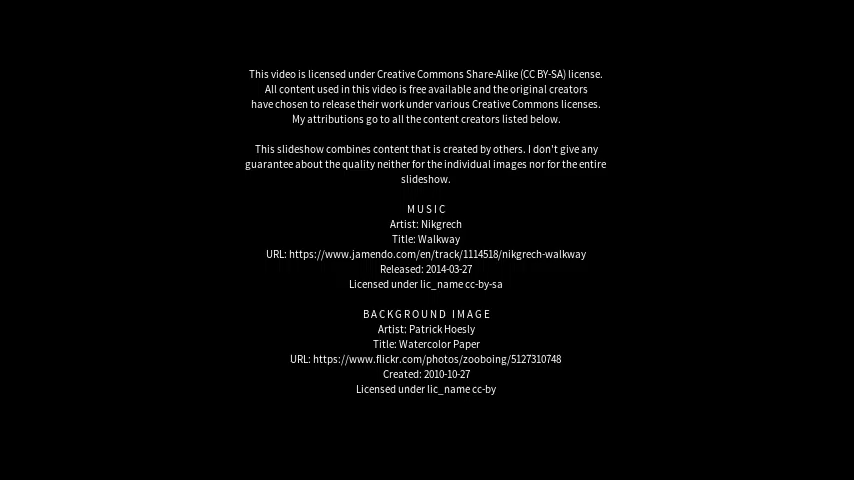 This video is licensed under Creative Commons Share-Alike (CC BY-SA) license.
All content used in this video is free available and the original creators
have chosen to release their work under various Creative Commons licenses.
My attributions go to all the content creators listed below.
This slideshow combines content that is created by others. I don't give any
guarantee about the quality neither for the individual images nor for the entire
slideshow.
M U S I C
Artist: Nikgrech
Title: Walkway
URL: https://www.jamendo.com/en/track/1114518/nikgrech-walkway
Released: 2014-03-27
Licensed under lic_name cc-by-sa
B A C K G R O U N D   I M A G E
Artist: Patrick Hoesly
Title: Watercolor Paper
URL: https://www.flickr.com/photos/zooboing/5127310748
Created: 2010-10-27
Licensed under lic_name cc-by